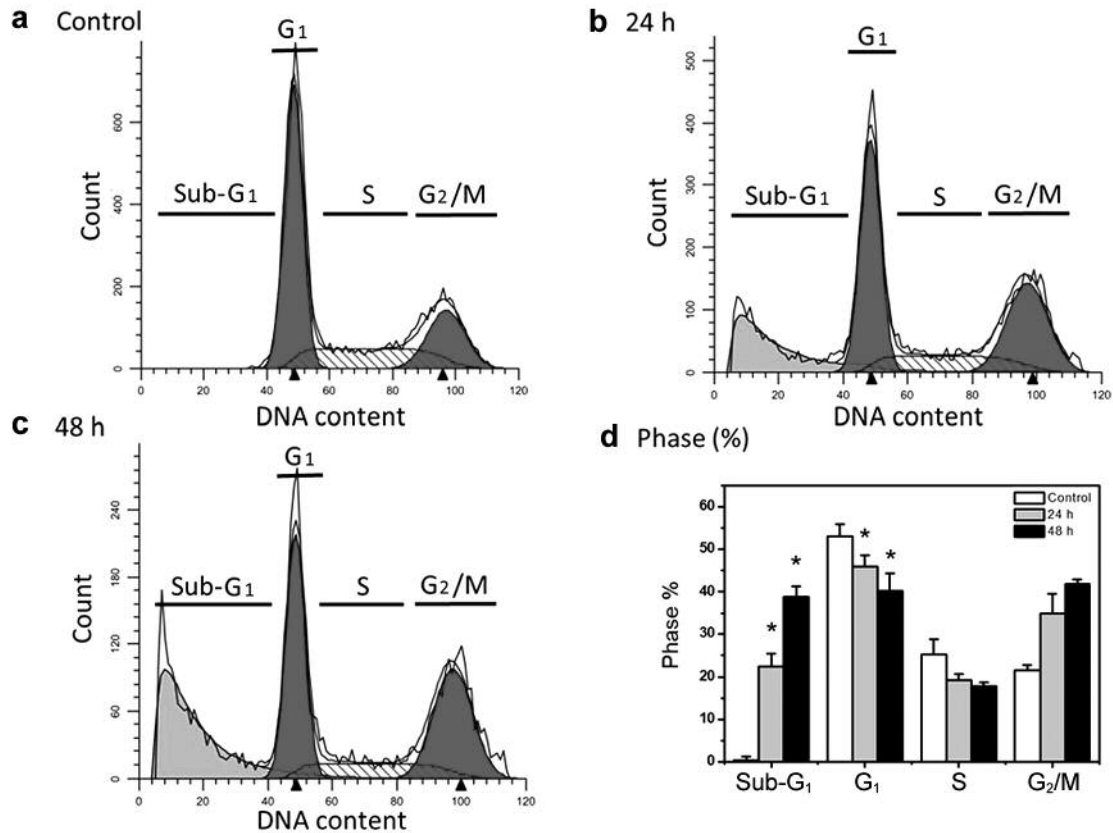 a Control
G1
Sub-G1 S G2/M
Count
0 200 400 600
0 20 40 60 80 100 120
DNA content
b 24 h
G1
Sub-G1 S G2/M
Count
0 100 200 300 400 500
0 20 40 60 80 100 120
DNA content
c 48 h
G1
Sub-G1 S G2/M
Count
0 60 120 180 240
0 20 40 60 80 100 120
DNA content
d Phase (%)
Control
24 h
48 h
* * * *
Phase %
0 10 20 30 40 50 60
Sub-G1 G1 S G2/M